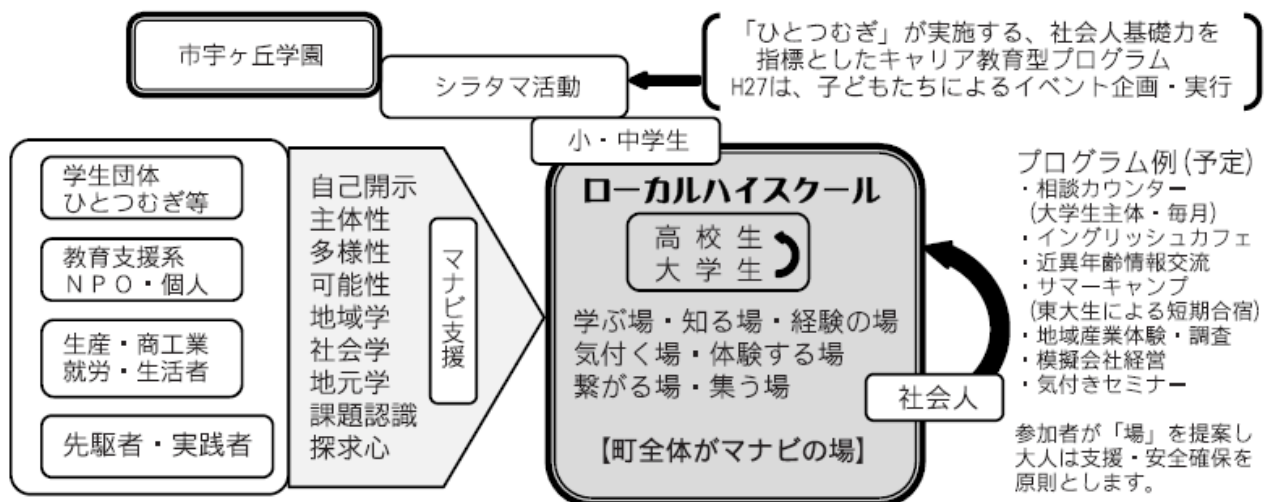 市宇ヶ丘学園
シラタマ活動
「ひとつむぎ」が実施する、社会人基礎力を
指標としたキャリア教育型プログラム
H27は、子どもたちによるイベント企画・実行
小・中学生
学生団体
ひとつむぎ等
教育支援系
ＮＰＯ・個人
生産・商工業
就労・生活者
先駆者・実践者
自己開示
主体性
多様性
可能性
地域学
社会学
地元学
課題認識
探求心
マナビ支援
ローカルハイスクール
高校生
大学生
学ぶ場・知る場・経験の場
気付く場・体験する場
繋がる場・集う場
【町全体がマナビの場】
社会人
プログラム例(予定)
・相談カウンター
(大学生主体・毎月)
・イングリッシュカフェ
・近異年齢情報交流
・サマーキャンプ
(東大生による短期合宿)
・地域産業体験・調査
・模擬会社経営
・気付きセミナー
参加者が「場」を提案し
大人は支援・安全確保を
原則とします。